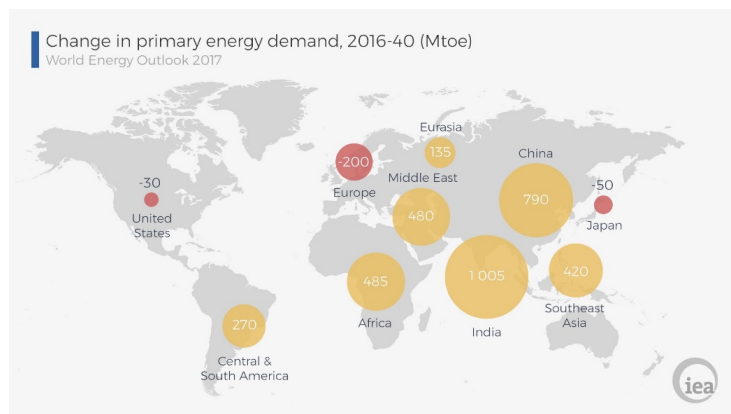 Change in primary energy demand, 2016-40 (Mtoe)
World Energy Outlook 2017
Eurasia
135
-200
Europe
China
790
-30
United
States
Middle East
480
-50
Japan
485
Africa
1 005
India
420
Southeast
Asia
270
Central &
South America
iea